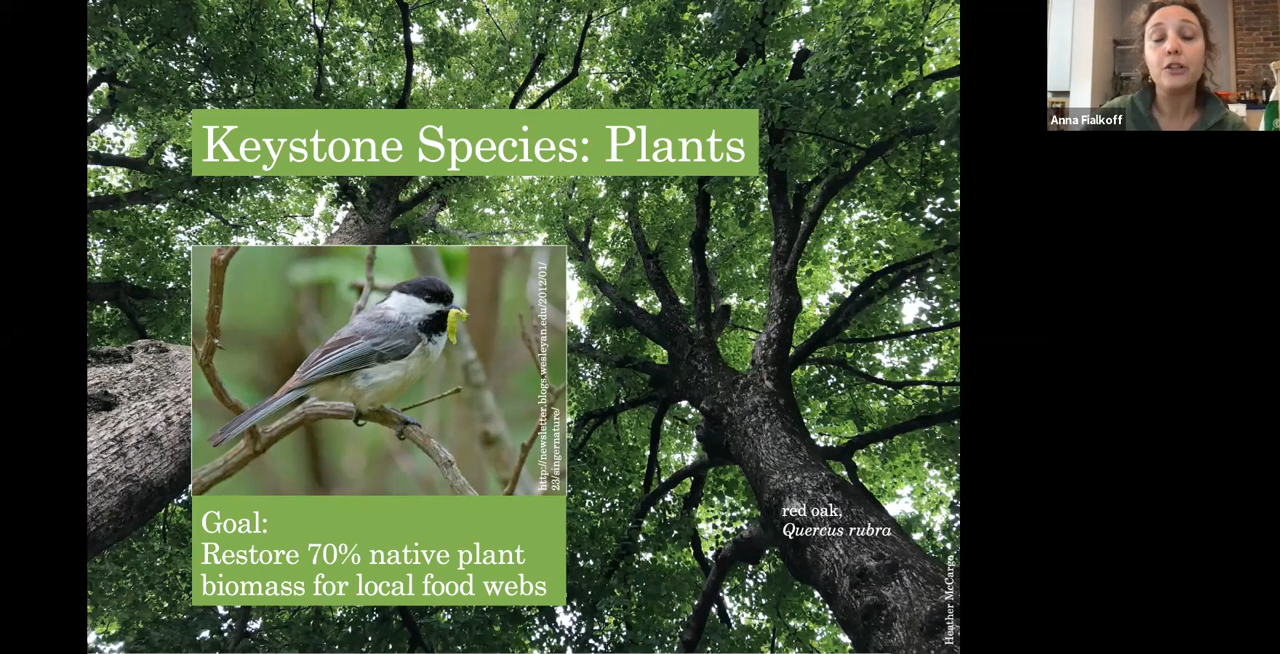 Keystone Species: Plants
Anna Fialkoff
http://newsletter.blogs.wesleyan.edu/2012/01/
23/singernature/
Goal:
Restore 70% native plant
biomass for local food webs
red oak,
Quercus rubra
Heather McCargo